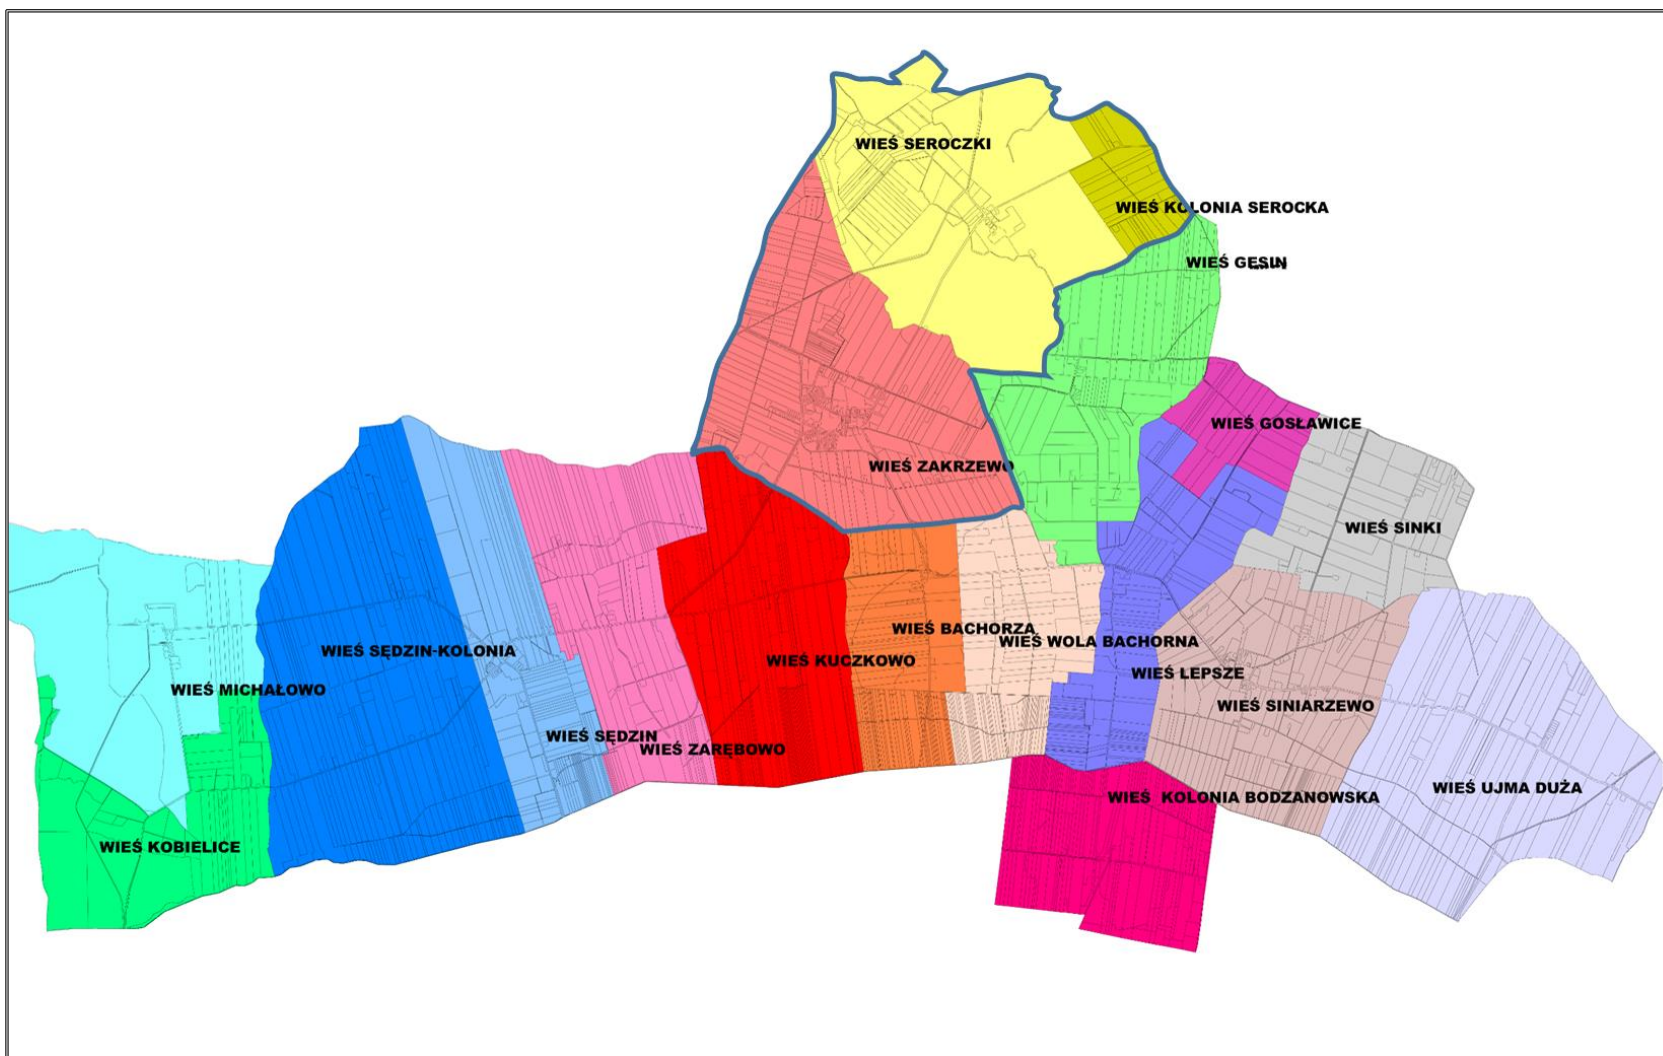 WIEŚ SEROCZKI
WIEŚ KOLONIA SEROCKA
WIEŚ GĘSIN
WIEŚ GOSŁAWICE
WIEŚ ZAKRZEWO
WIEŚ SINKI
WIEŚ BACHORZA
WIEŚ WOLA BACHORNA
WIEŚ SĘDZIN-KOLONIA
WIEŚ KUCZKOWO
WIEŚ LEPSZE
WIEŚ MICHAŁOWO
WIEŚ SINIARZEWO
WIEŚ SĘDZIN
WIEŚ ZARĘBOWO
WIEŚ UJMA DUŻA
WIEŚ KOLONIA BODZANOWSKA
WIEŚ KOBIELICE